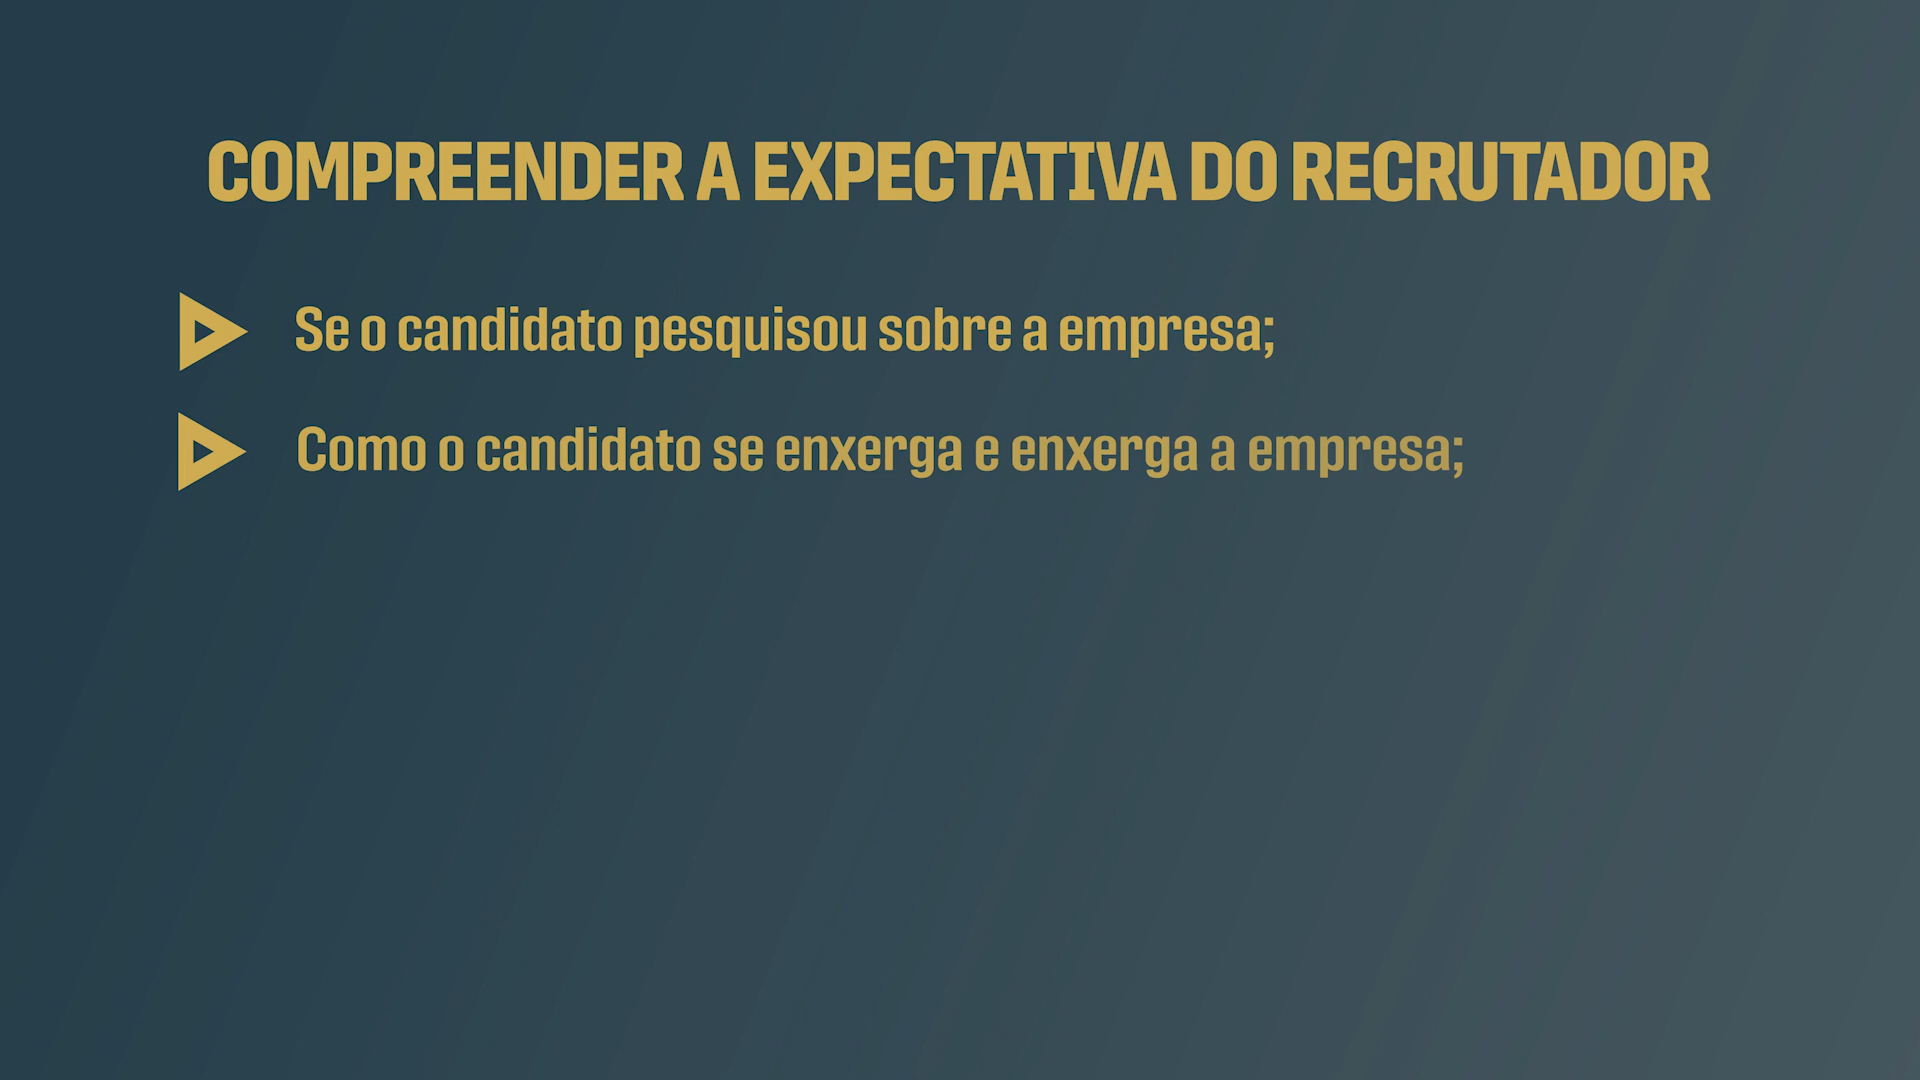 COMPREENDER A EXPECTATIVA DO RECRUTADOR
Se o candidato pesquisou sobre a empresa;
Como o candidato se enxerga e enxerga a empresa;